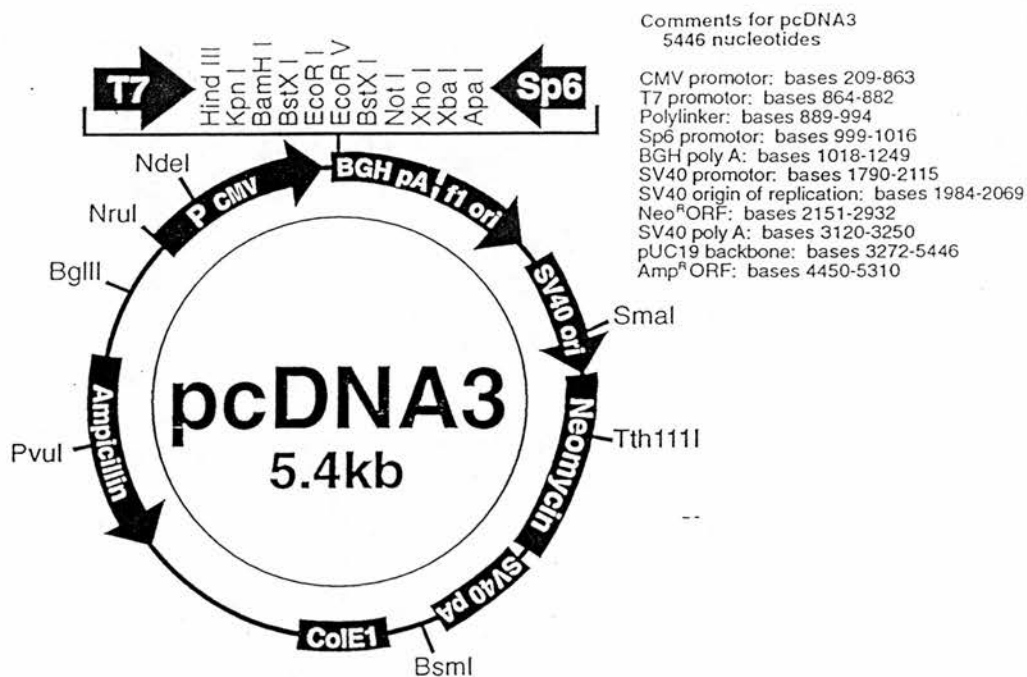 Comments for pcDNA3
5446 nucleotides
CMV promotor: bases 209-863
T7 promotor: bases 864-882
Polylinker: bases 889-994
Sp6 promotor: bases 999-1016
BGH poly A: bases 1018-1249
SV40 promotor: bases 1790-2115
SV40 origin of replication: bases 1984-2069
Neo^R ORF: bases 2151-2932
SV40 poly A: bases 3120-3250
pUC19 backbone: bases 3272-5446
Amp^R ORF: bases 4450-5310
T7
Hind III
Kpn I
BamH I
BstX I
EcoR I
EcoR V
BstX I
Not I
Xho I
Xba I
Apa I
Sp6
NdeI
NruI
BglII
PvuI
P CMV
BGH pA
f1 ori
SV40 ori
SmaI
Neomycin
Tth111I
SV40 pA
BsmI
ColE1
Ampicillin
pcDNA3
5.4kb